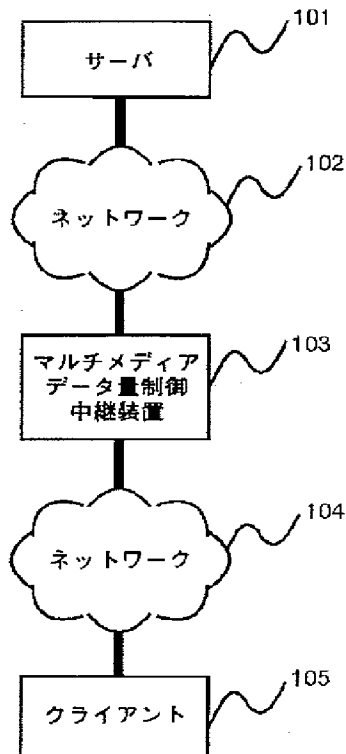 サーバ
101
ネットワーク
102
マルチメディア
データ量制御
中継装置
103
ネットワーク
104
クライアント
105